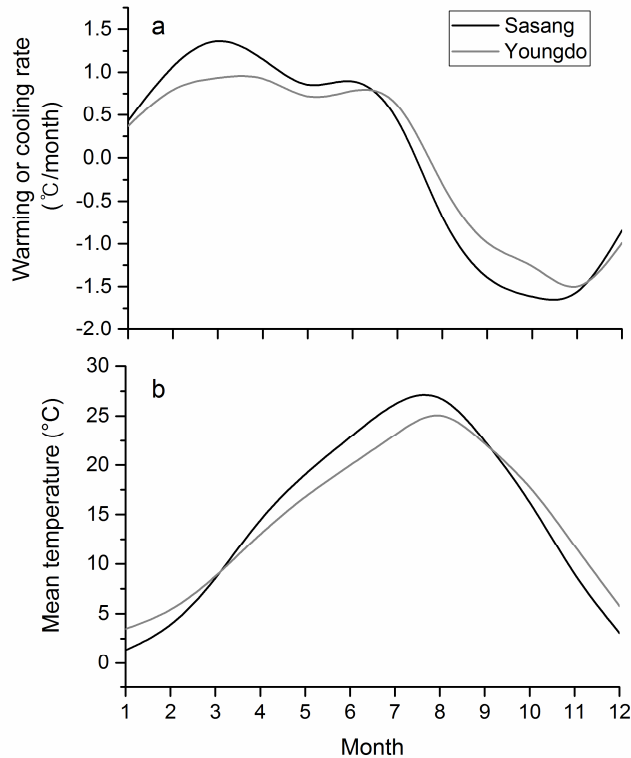 a
Sasang
Youngdo
Warming or cooling rate
(℃/month)
1.5
1.0
0.5
0.0
-0.5
-1.0
-1.5
-2.0
b
Mean temperature (°C)
30
25
20
15
10
5
0
1 2 3 4 5 6 7 8 9 10 11 12
Month